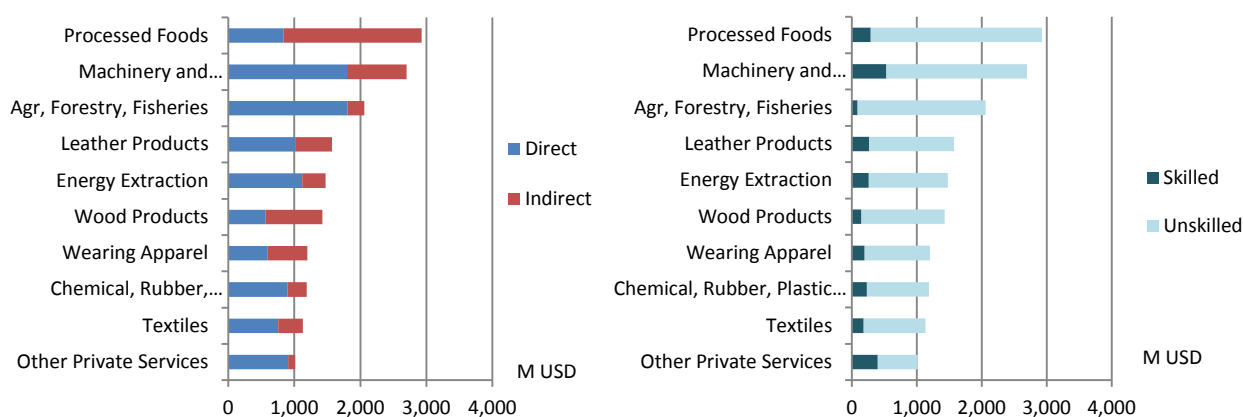 Processed Foods
Machinery and...
Agr, Forestry, Fisheries
Leather Products
Energy Extraction
Wood Products
Wearing Apparel
Chemical, Rubber,...
Textiles
Other Private Services
Direct
Indirect
M USD
0 1,000 2,000 3,000 4,000
Processed Foods
Machinery and...
Agr, Forestry, Fisheries
Leather Products
Energy Extraction
Wood Products
Wearing Apparel
Chemical, Rubber, Plastic...
Textiles
Other Private Services
Skilled
Unskilled
M USD
0 1,000 2,000 3,000 4,000